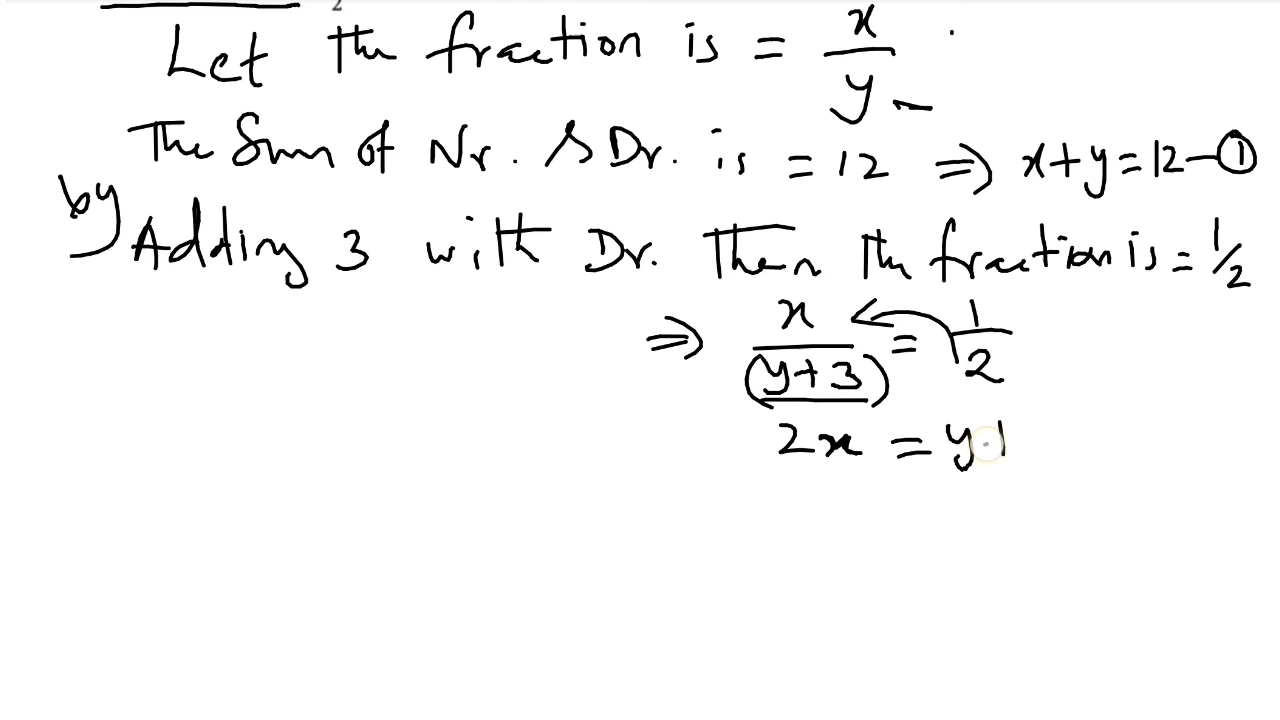 Let the fraction is = x/y
The Sum of Nr. & Dr. is = 12 ⇒ x+y=12—①
by Adding 3 with Dr. Then the fraction is = 1/2
⇒ x/(y+3) = 1/2
2x = y